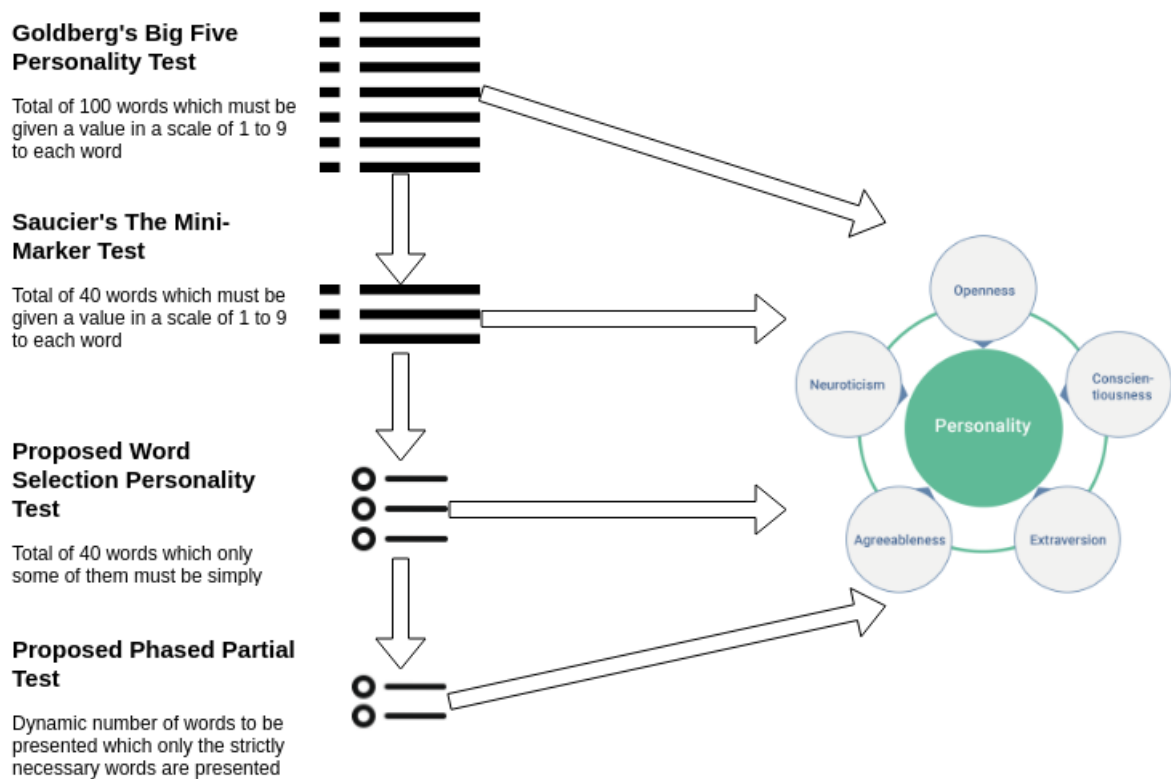 Goldberg's Big Five
Personality Test
Total of 100 words which must be
given a value in a scale of 1 to 9
to each word
Saucier's The Mini-
Marker Test
Total of 40 words which must be
given a value in a scale of 1 to 9
to each word
Proposed Word
Selection Personality
Test
Total of 40 words which only
some of them must be simply
Proposed Phased Partial
Test
Dynamic number of words to be
presented which only the strictly
necessary words are presented
Openness
Neuroticism
Conscien-
tiousness
Personality
Agreeableness
Extraversion